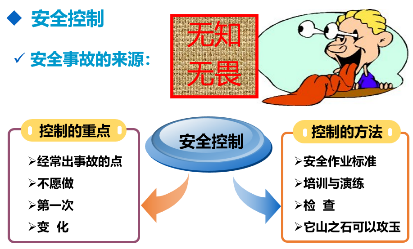 安全控制
安全事故的来源：
无知
无畏
控制的重点
经常出事故的点
不愿做
第一次
变 化
安全控制
控制的方法
安全作业标准
培训与演练
检 查
它山之石可以攻玉